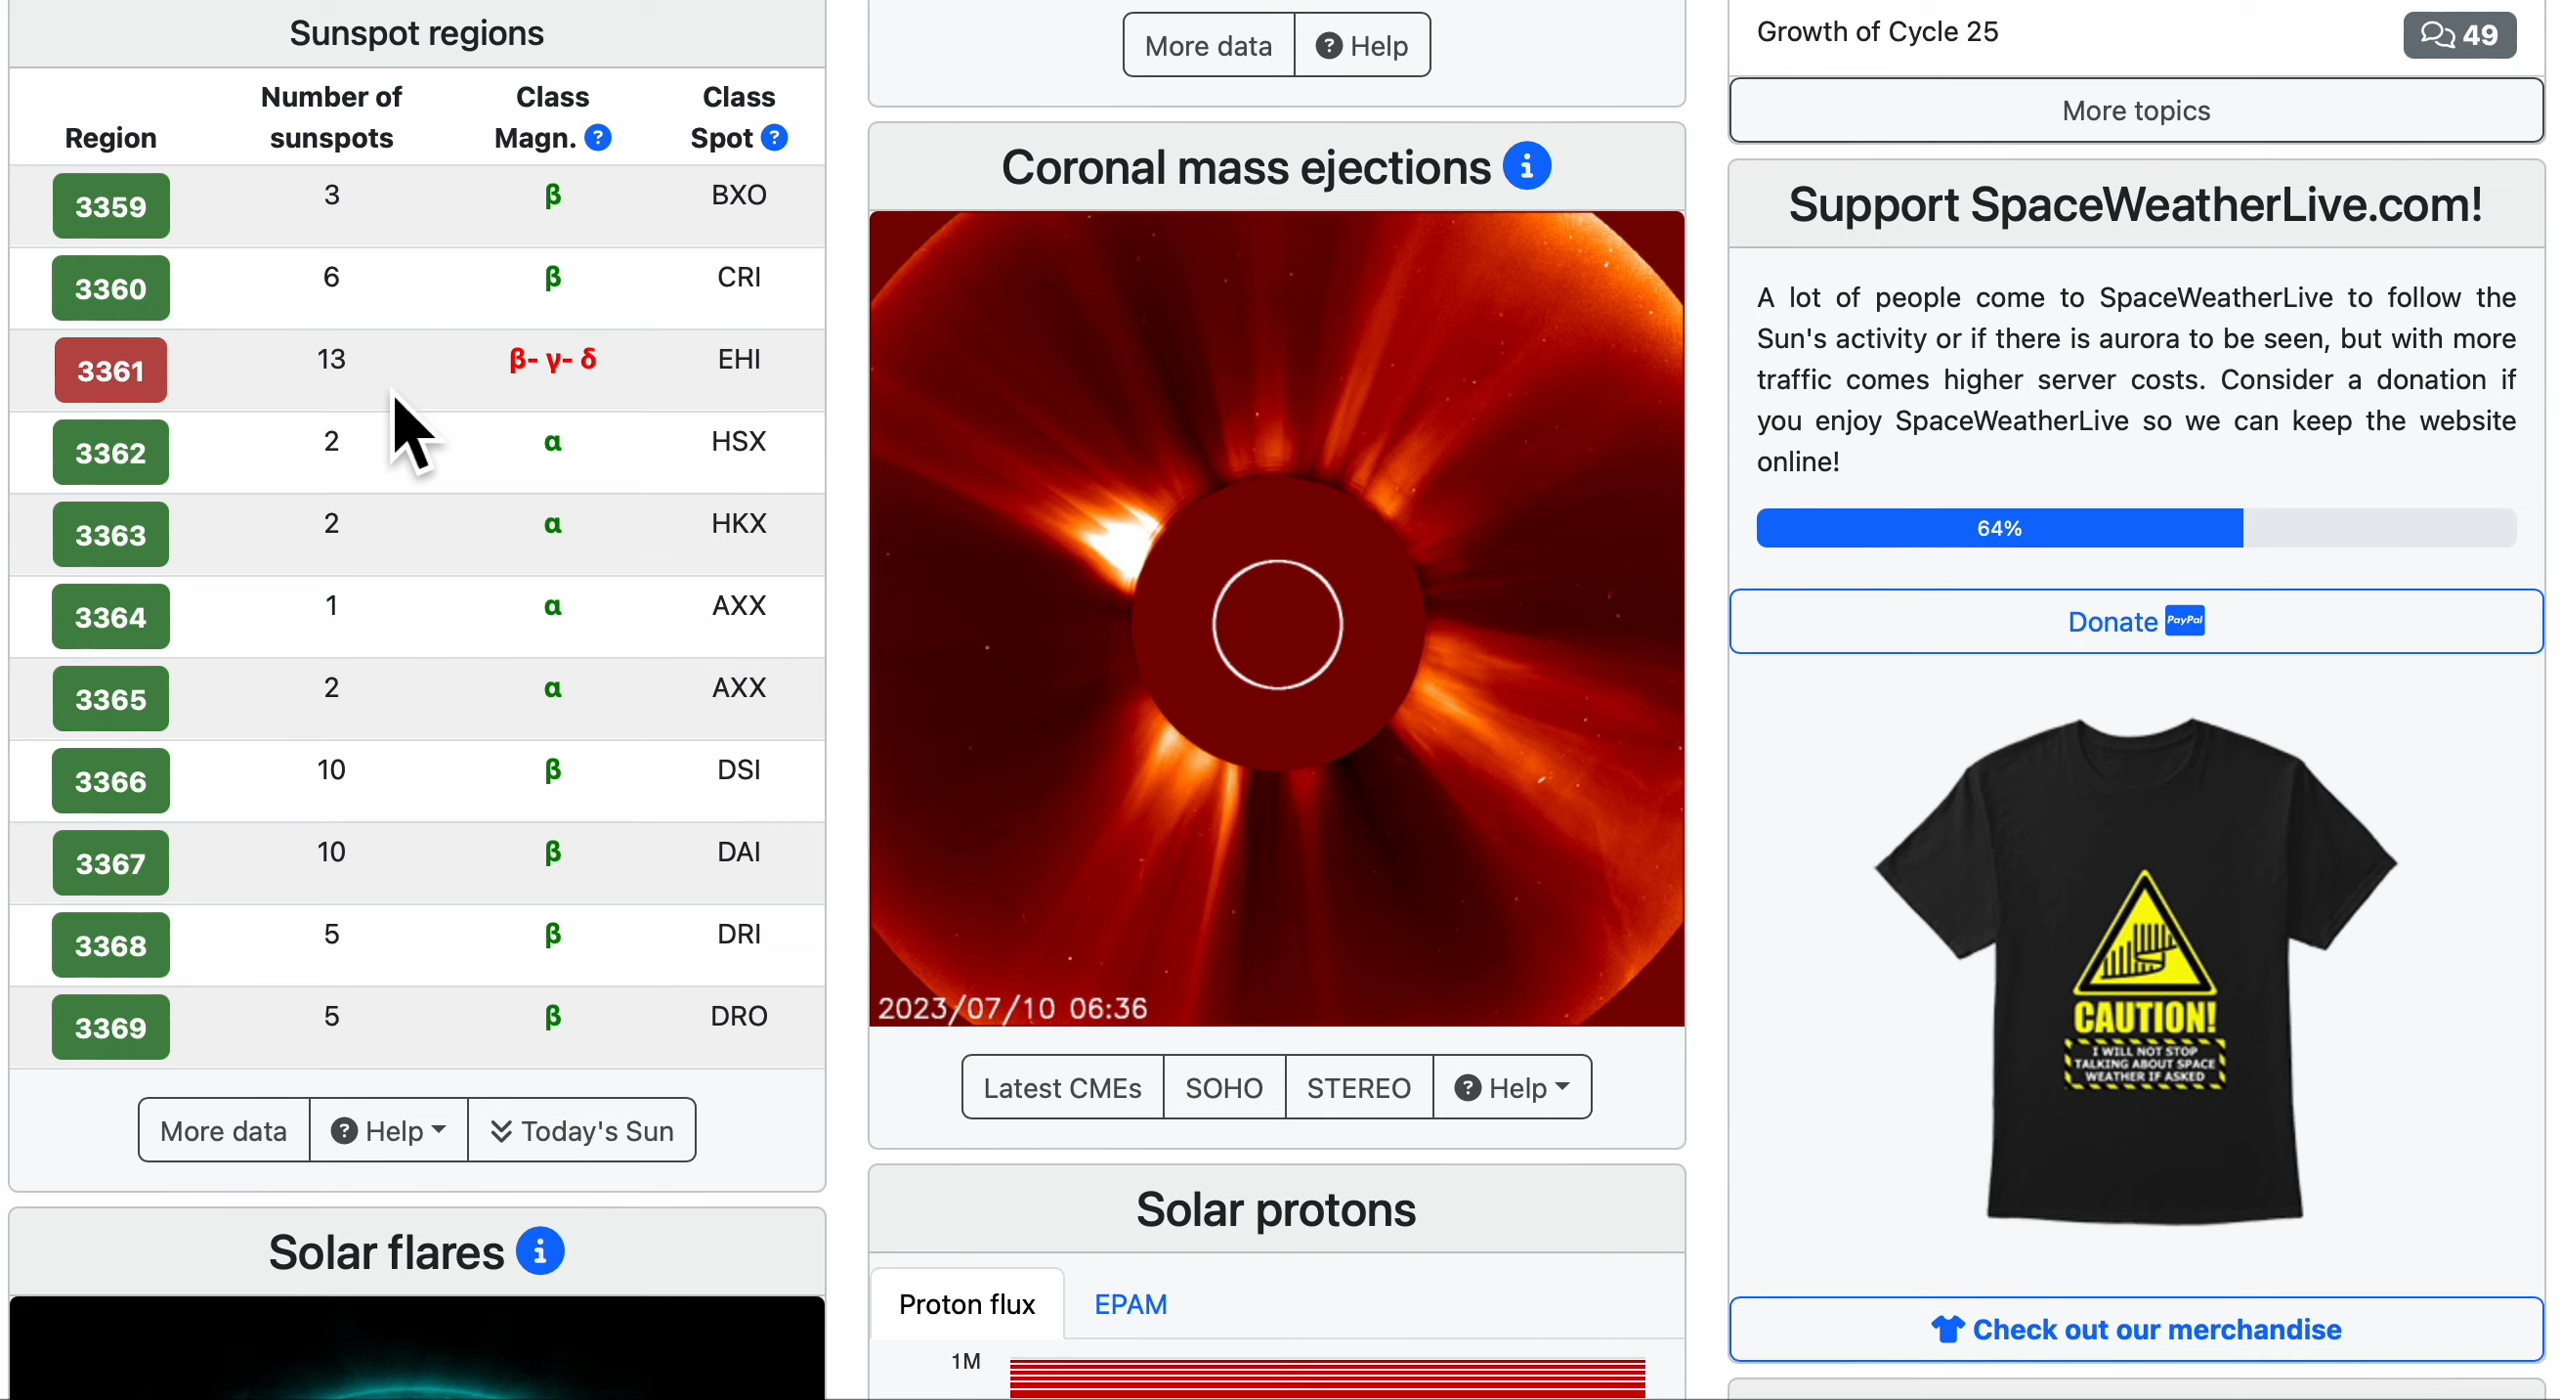 Sunspot regions
Region Number of sunspots Class Magn. ? Class Spot ?
3359 3 β BXO
3360 6 β CRI
3361 13 β- γ- δ EHI
3362 2 α HSX
3363 2 α HKX
3364 1 α AXX
3365 2 α AXX
3366 10 β DSI
3367 10 β DAI
3368 5 β DRI
3369 5 β DRO
More data ? Help Today's Sun
Solar flares i
More data ? Help
Coronal mass ejections i
2023/07/10 06:36
Latest CMEs SOHO STEREO ? Help
Solar protons
Proton flux EPAM
1M
Growth of Cycle 25 49
More topics
Support SpaceWeatherLive.com!
A lot of people come to SpaceWeatherLive to follow the
Sun's activity or if there is aurora to be seen, but with more
traffic comes higher server costs. Consider a donation if
you enjoy SpaceWeatherLive so we can keep the website
online!
64%
Donate PayPal
CAUTION!
I WILL NOT STOP
TALKING ABOUT SPACE
WEATHER IF ASKED
Check out our merchandise